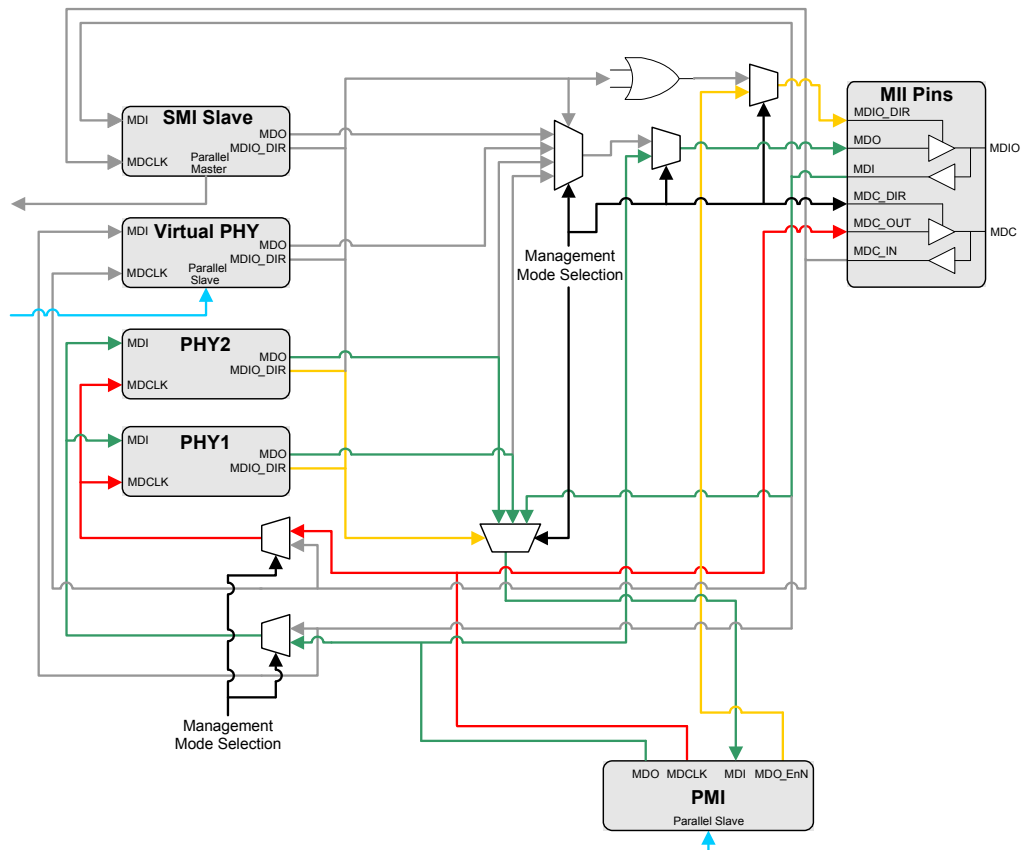 MII Pins
MDIO_DIR
MDO
MDI
MDC_DIR
MDC_OUT
MDC_IN
MDIO
MDC
MDI
SMI Slave
MDO
MDIO_DIR
MDCLK
Parallel
Master
MDI
Virtual PHY
MDO
MDIO_DIR
MDCLK
Parallel
Slave
Management
Mode Selection
MDI
PHY2
MDO
MDIO_DIR
MDCLK
MDI
PHY1
MDO
MDIO_DIR
MDCLK
Management
Mode Selection
MDO MDCLK MDI MDO_EnN
PMI
Parallel Slave